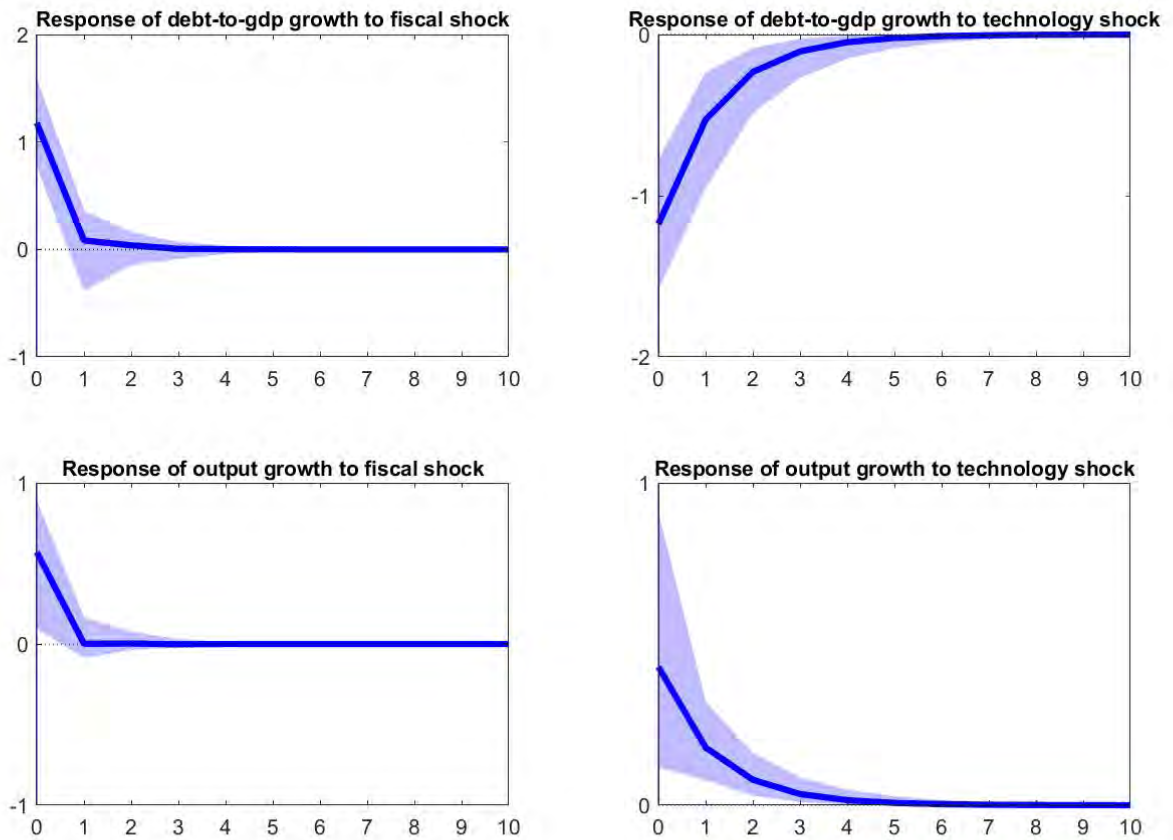 Response of debt-to-gdp growth to fiscal shock
2
1
0
-1
0 1 2 3 4 5 6 7 8 9 10
Response of debt-to-gdp growth to technology shock
0
-1
-2
0 1 2 3 4 5 6 7 8 9 10
Response of output growth to fiscal shock
1
0
-1
0 1 2 3 4 5 6 7 8 9 10
Response of output growth to technology shock
1
0
0 1 2 3 4 5 6 7 8 9 10